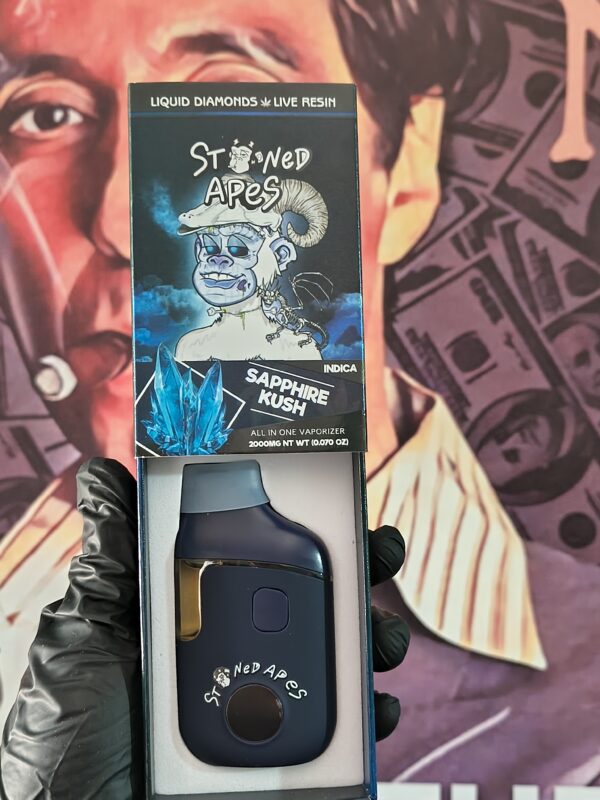 LIQUID DIAMONDS LIVE RESIN
STONED
APES
INDICA
SAPPHIRE
KUSH
ALL IN ONE VAPORIZER
2000MG NT WT (0.070 OZ)
STONED APES